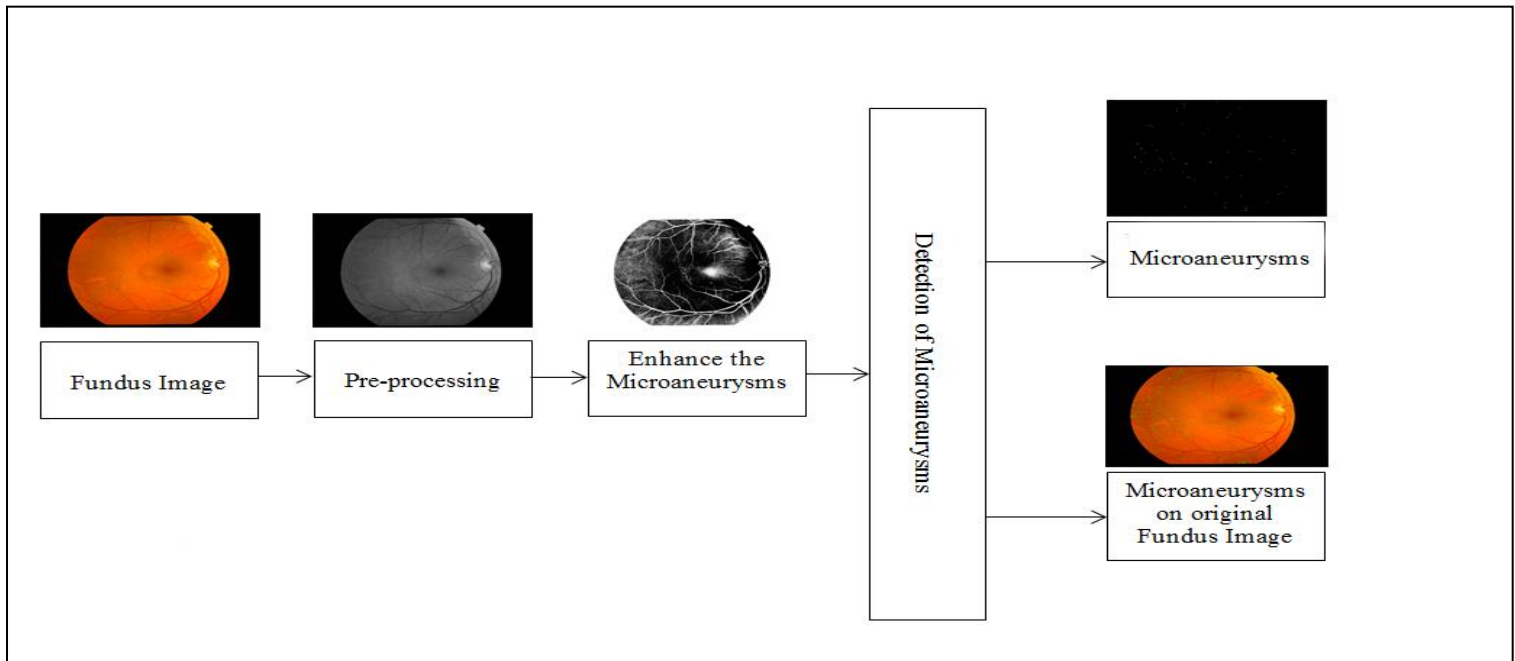 Fundus Image
Pre-processing
Enhance the
Microaneurysms
Detection of Microaneurysms
Microaneurysms
Microaneurysms
on original
Fundus Image